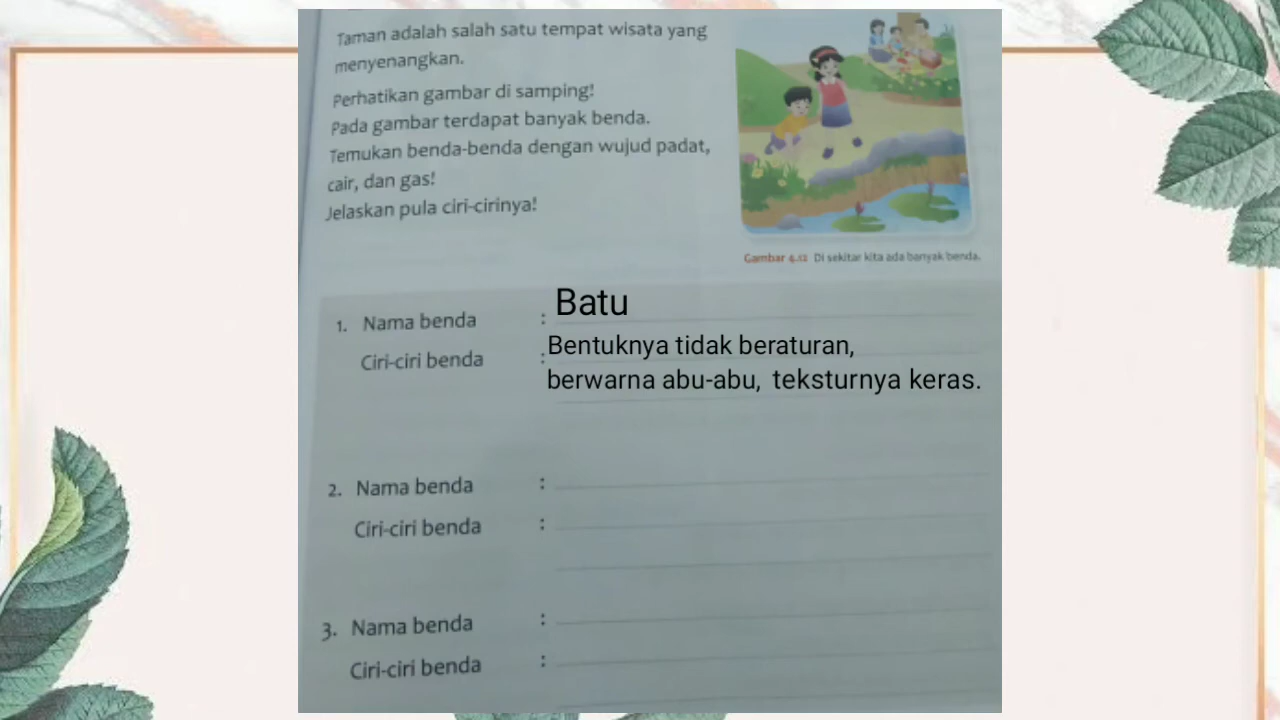 Taman adalah salah satu tempat wisata yang
menyenangkan.
Perhatikan gambar di samping!
Pada gambar terdapat banyak benda.
Temukan benda-benda dengan wujud padat,
cair, dan gas!
Jelaskan pula ciri-cirinya!
Gambar 4.12 Di sekitar kita ada banyak benda.
1. Nama benda : Batu
Ciri-ciri benda : Bentuknya tidak beraturan,
berwarna abu-abu, teksturnya keras.
2. Nama benda :
Ciri-ciri benda :
3. Nama benda :
Ciri-ciri benda :